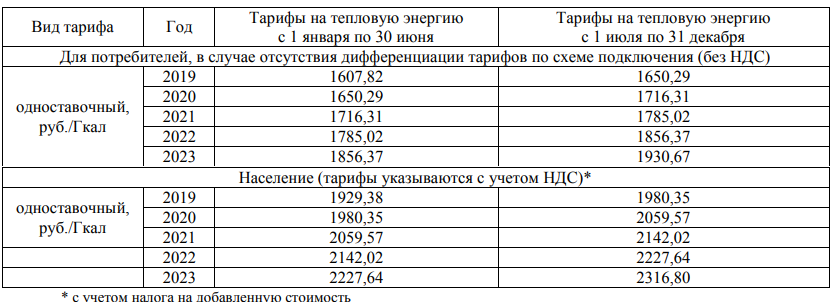 Вид тарифа Год Тарифы на тепловую энергию с 1 января по 30 июня Тарифы на тепловую энергию с 1 июля по 31 декабря
Для потребителей, в случае отсутствия дифференциации тарифов по схеме подключения (без НДС)
одноставочный, руб./Гкал 2019 1607,82 1650,29
2020 1650,29 1716,31
2021 1716,31 1785,02
2022 1785,02 1856,37
2023 1856,37 1930,67
Население (тарифы указываются с учетом НДС)*
одноставочный, руб./Гкал 2019 1929,38 1980,35
2020 1980,35 2059,57
2021 2059,57 2142,02
2022 2142,02 2227,64
2023 2227,64 2316,80
* с учетом налога на добавленную стоимость